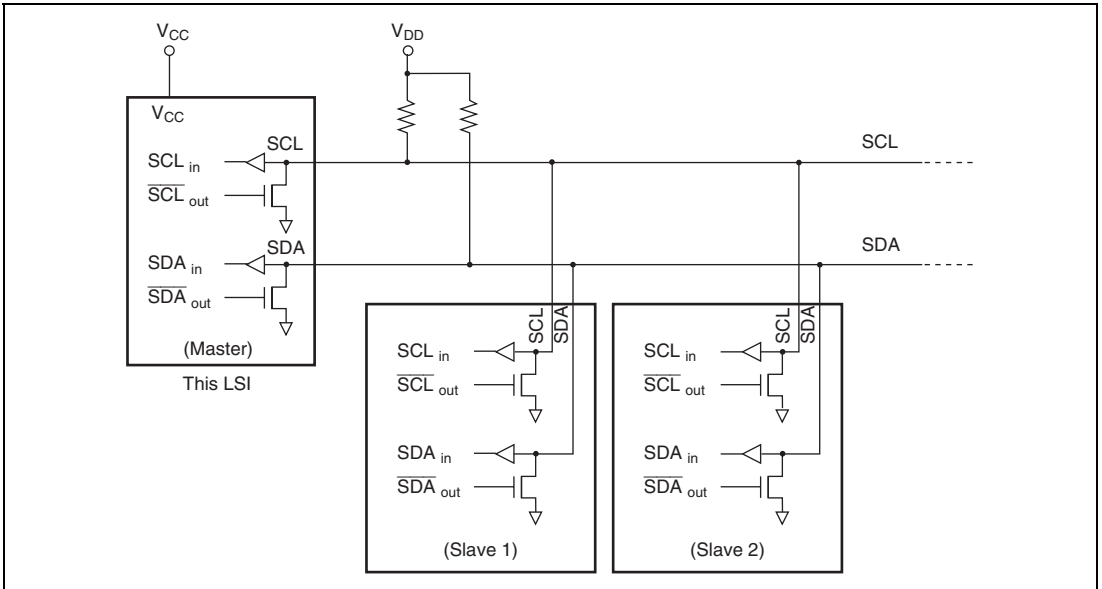 VCC
VDD
VCC
SCL
SCL in
SCL out
SDA
SDA in
SDA out
(Master)
This LSI
SCL
SDA
SCL
SDA
SCL in
SCL out
SDA in
SDA out
(Slave 1)
SCL
SDA
SCL in
SCL out
SDA in
SDA out
(Slave 2)